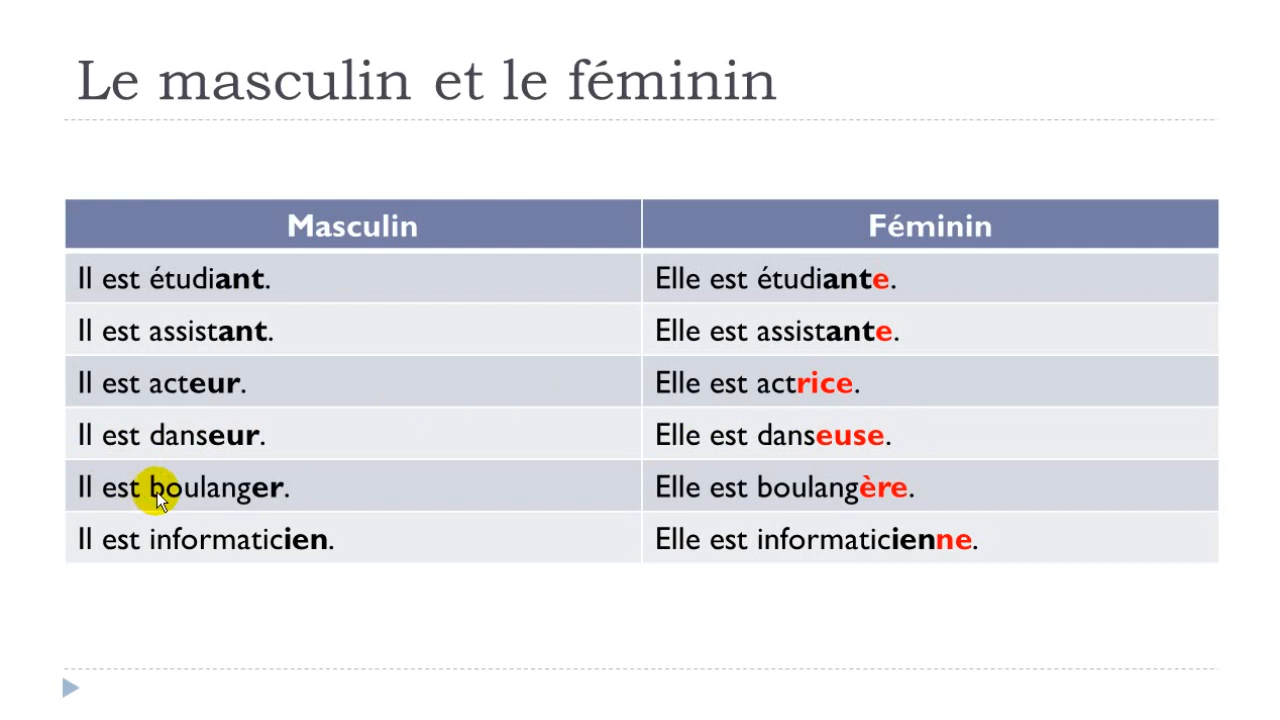 Le masculin et le féminin
Masculin Féminin
Il est étudiant. Elle est étudiante.
Il est assistant. Elle est assistante.
Il est acteur. Elle est actrice.
Il est danseur. Elle est danseuse.
Il est boulanger. Elle est boulangère.
Il est informaticien. Elle est informaticienne.